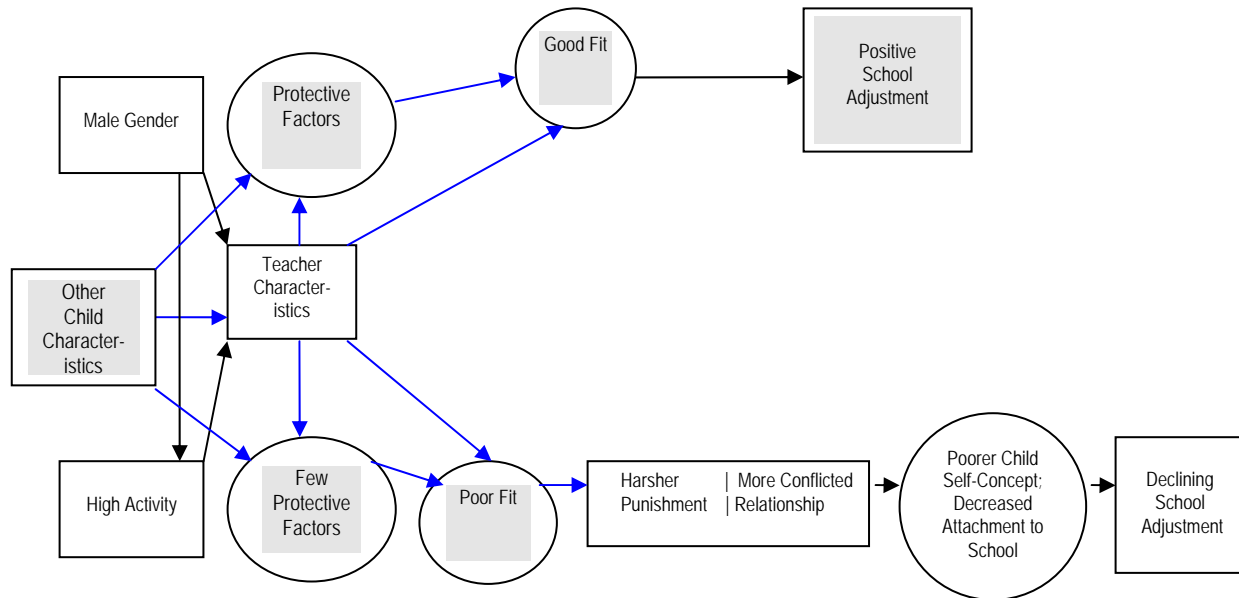 Good Fit
Positive
School
Adjustment
Protective
Factors
Male Gender
Teacher
Character-
istics
Other
Child
Character-
istics
High Activity
Few
Protective
Factors
Poor Fit
Harsher | More Conflicted
Punishment | Relationship
Poorer Child
Self-Concept;
Decreased
Attachment to
School
Declining
School
Adjustment